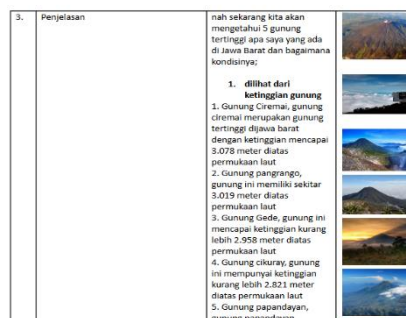 3.
Penjelasan
nah sekarang kita akan
mengetahui 5 gunung
tertinggi apa saya yang ada
di Jawa Barat dan bagaimana
kondisinya;
1. dilihat dari
ketinggian gunung
1. Gunung Ciremai, gunung
ciremai merupakan gunung
tertinggi dijawa barat
dengan ketinggian mencapai
3.078 meter diatas
permukaan laut
2. Gunung pangrango,
gunung ini memiliki sekitar
3.019 meter diatas
permukaan laut
3. Gunung Gede, gunung ini
mencapai ketinggian kurang
lebih 2.958 meter diatas
permukaan laut
4. Gunung cikuray, gunung
ini mempunyai ketinggian
kurang lebih 2.821 meter
diatas permukaan laut
5. Gunung papandayan,
gunung papandayan